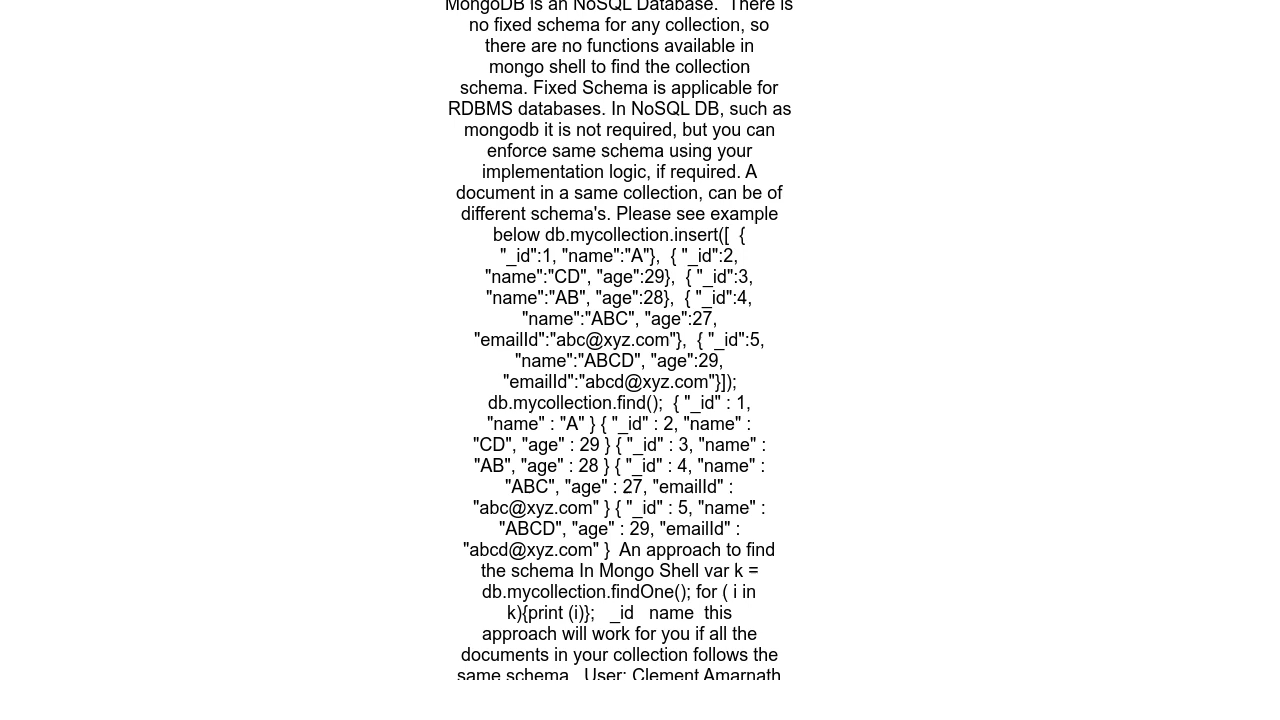 MongoDB is an NoSQL Database.  There is
no fixed schema for any collection, so
there are no functions available in
mongo shell to find the collection
schema. Fixed Schema is applicable for
RDBMS databases. In NoSQL DB, such as
mongodb it is not required, but you can
enforce same schema using your
implementation logic, if required. A
document in a same collection, can be of
different schema's. Please see example
below db.mycollection.insert([  {
"_id":1, "name":"A"},  { "_id":2,
"name":"CD", "age":29},  { "_id":3,
"name":"AB", "age":28},  { "_id":4,
"name":"ABC", "age":27,
"emailId":"abc@xyz.com"},  { "_id":5,
"name":"ABCD", "age":29,
"emailId":"abcd@xyz.com"}]);
db.mycollection.find();  { "_id" : 1,
"name" : "A" } { "_id" : 2, "name" :
"CD", "age" : 29 } { "_id" : 3, "name" :
"AB", "age" : 28 } { "_id" : 4, "name" :
"ABC", "age" : 27, "emailId" :
"abc@xyz.com" } { "_id" : 5, "name" :
"ABCD", "age" : 29, "emailId" :
"abcd@xyz.com" }  An approach to find
the schema In Mongo Shell var k =
db.mycollection.findOne(); for ( i in
k){print (i)};   _id   name  this
approach will work for you if all the
documents in your collection follows the
same schema.  User: Clement Amarnath